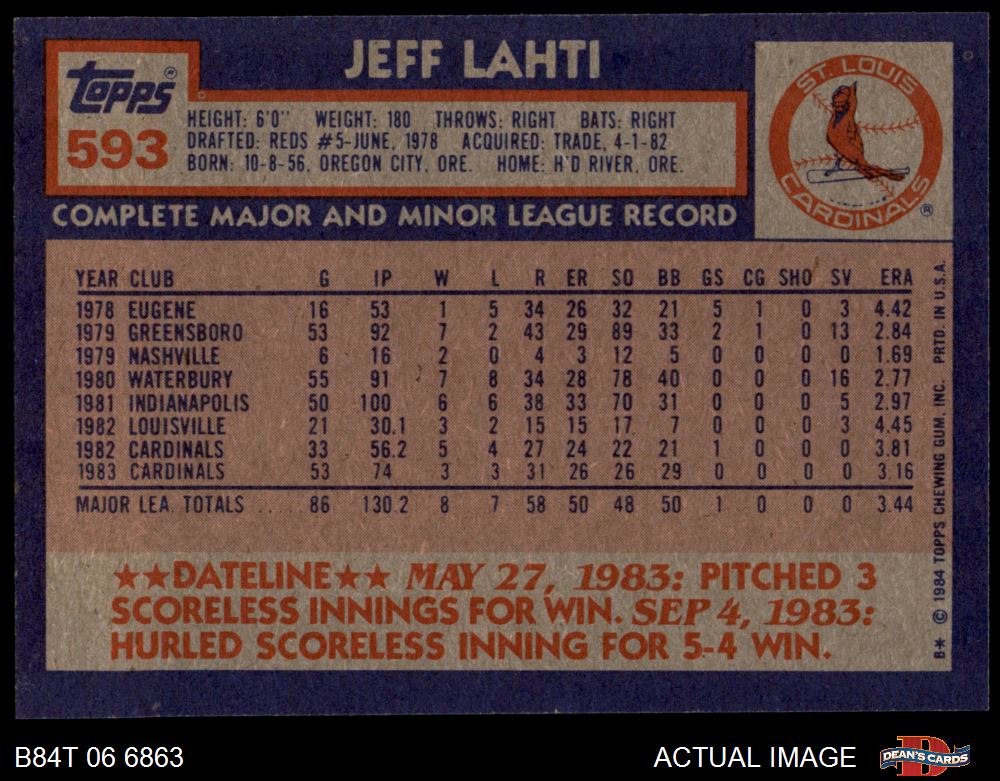 JEFF LAHTI
Topps®
593
HEIGHT: 6'0" WEIGHT: 180 THROWS: RIGHT BATS: RIGHT
DRAFTED: REDS #5-JUNE, 1978 ACQUIRED: TRADE, 4-1-82
BORN: 10-8-56, OREGON CITY, ORE. HOME: H'D RIVER, ORE.
ST. LOUIS
CARDINALS®
COMPLETE MAJOR AND MINOR LEAGUE RECORD
YEAR CLUB G IP W L R ER SO BB GS CG SHO SV ERA
1978 EUGENE 16 53 1 5 34 26 32 21 5 1 0 3 4.42
1979 GREENSBORO 53 92 7 2 43 29 89 33 2 1 0 13 2.84
1979 NASHVILLE 6 16 2 0 4 3 12 5 0 0 0 0 1.69
1980 WATERBURY 55 91 7 8 34 28 78 40 0 0 0 16 2.77
1981 INDIANAPOLIS 50 100 6 6 38 33 70 31 0 0 0 5 2.97
1982 LOUISVILLE 21 30.1 3 2 15 15 17 7 0 0 0 3 4.45
1982 CARDINALS 33 56.2 5 4 27 24 22 21 1 0 0 0 3.81
1983 CARDINALS 53 74 3 3 31 26 26 29 0 0 0 0 3.16
MAJOR LEA. TOTALS ..... 86 130.2 8 7 58 50 48 50 1 0 0 0 3.44
★★DATELINE★★ MAY 27, 1983: PITCHED 3
SCORELESS INNINGS FOR WIN. SEP 4, 1983:
HURLED SCORELESS INNING FOR 5-4 WIN.
B* © 1984 TOPPS CHEWING GUM, INC. PRTD. IN U.S.A.
B84T 06 6863
ACTUAL IMAGE
DEAN'S CARDS